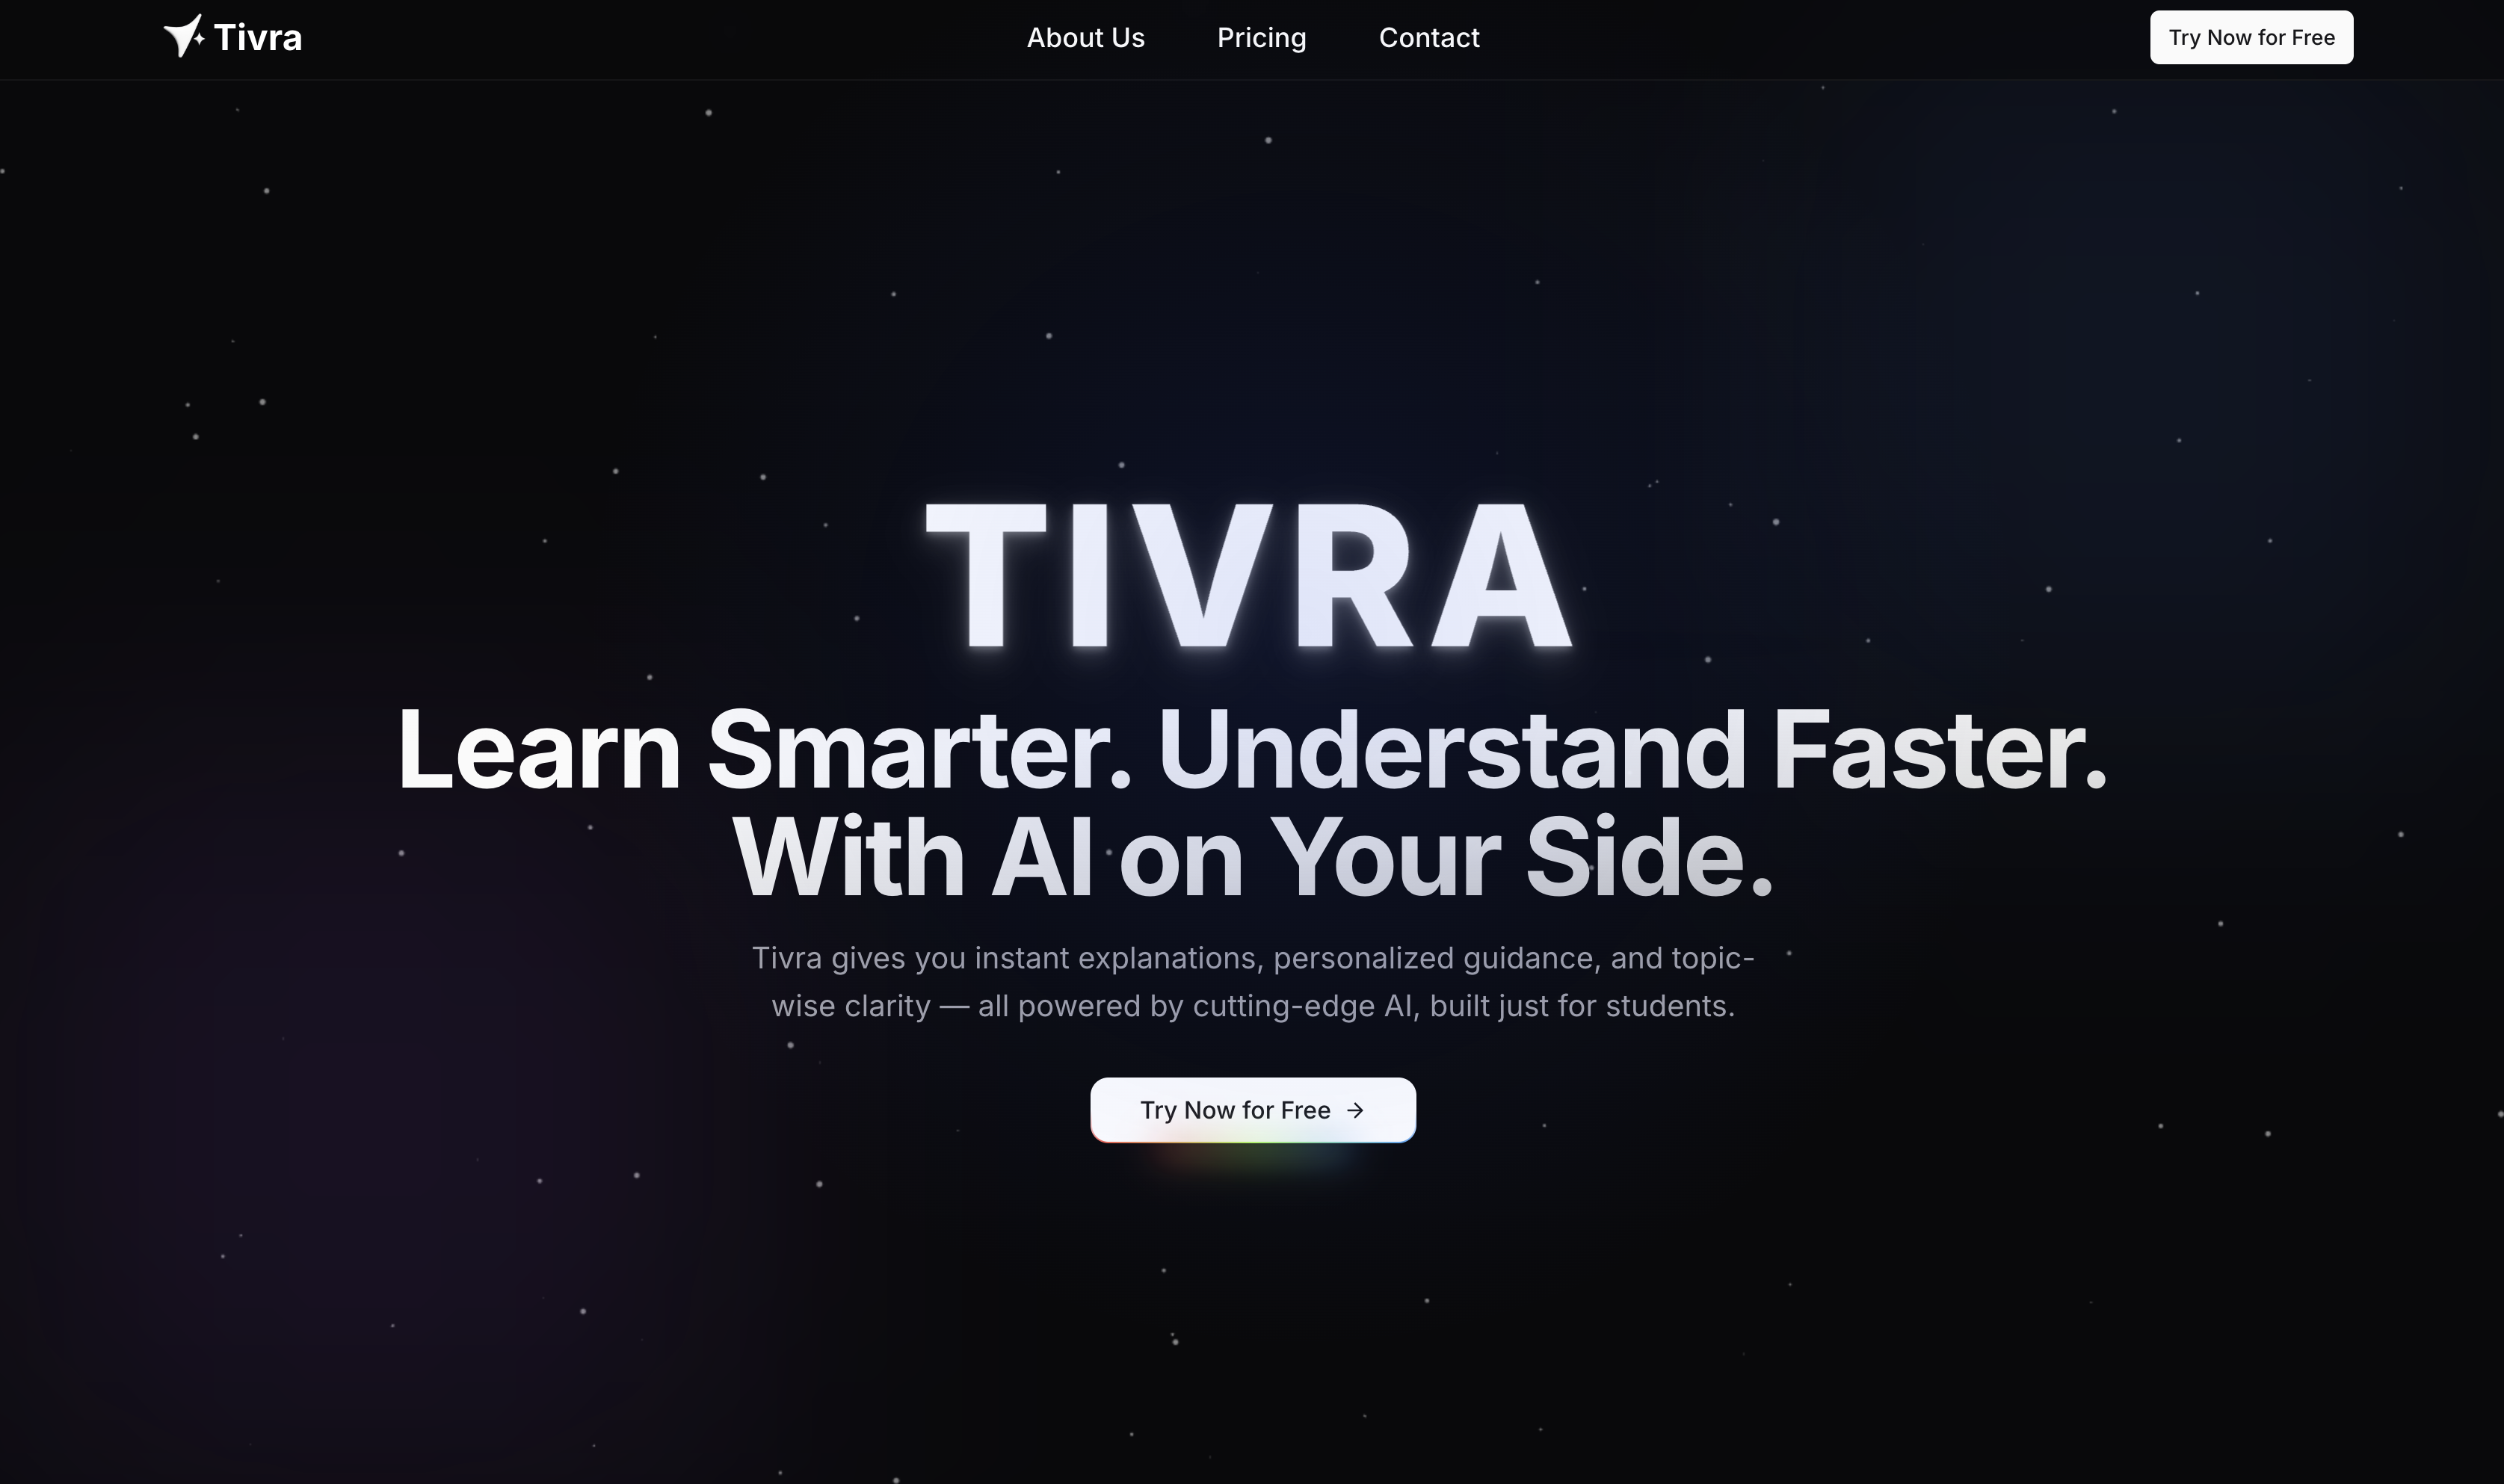 Tivra
About Us
Pricing
Contact
Try Now for Free
TIVRA
Learn Smarter. Understand Faster.
With AI on Your Side.
Tivra gives you instant explanations, personalized guidance, and topic-
wise clarity — all powered by cutting-edge AI, built just for students.
Try Now for Free →